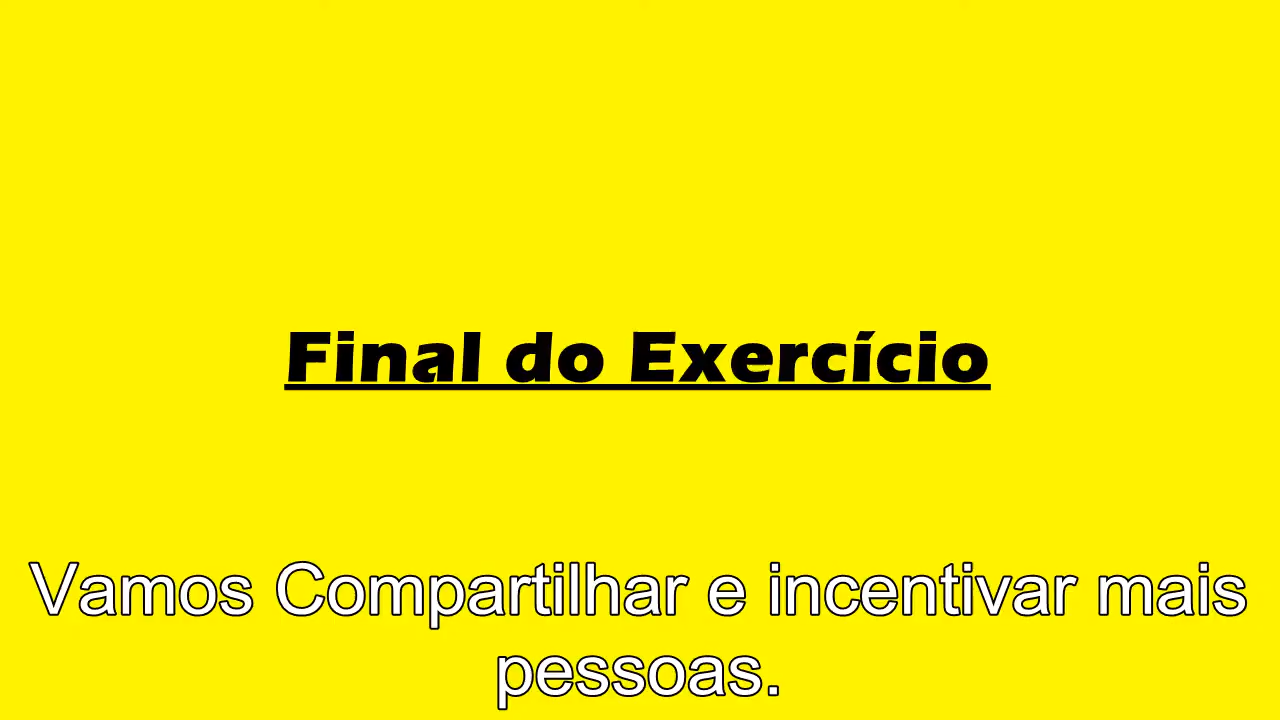 Final do Exercício
Vamos Compartilhar e incentivar mais
pessoas.